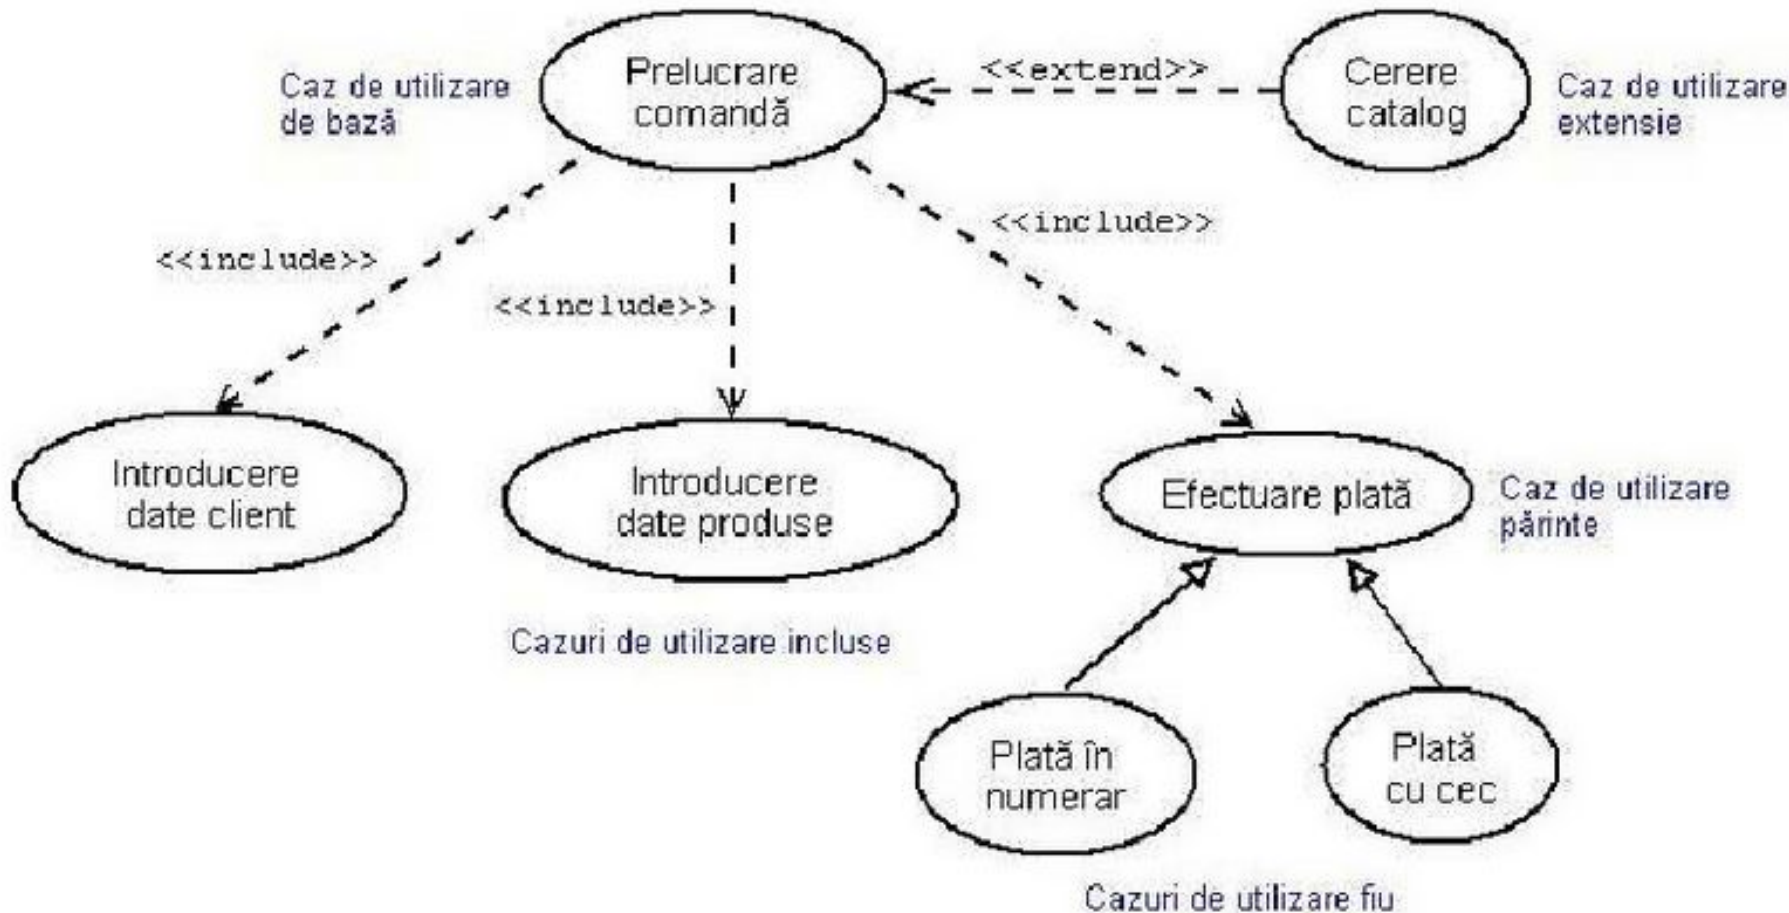 Caz de utilizare
de bază
Prelucrare
comandă
<<extend>>
Cerere
catalog
Caz de utilizare
extensie
<<include>>
<<include>>
<<include>>
Introducere
date client
Introducere
date produse
Efectuare plată
Caz de utilizare
părinte
Cazuri de utilizare incluse
Plată în
numerar
Plată
cu cec
Cazuri de utilizare fiu